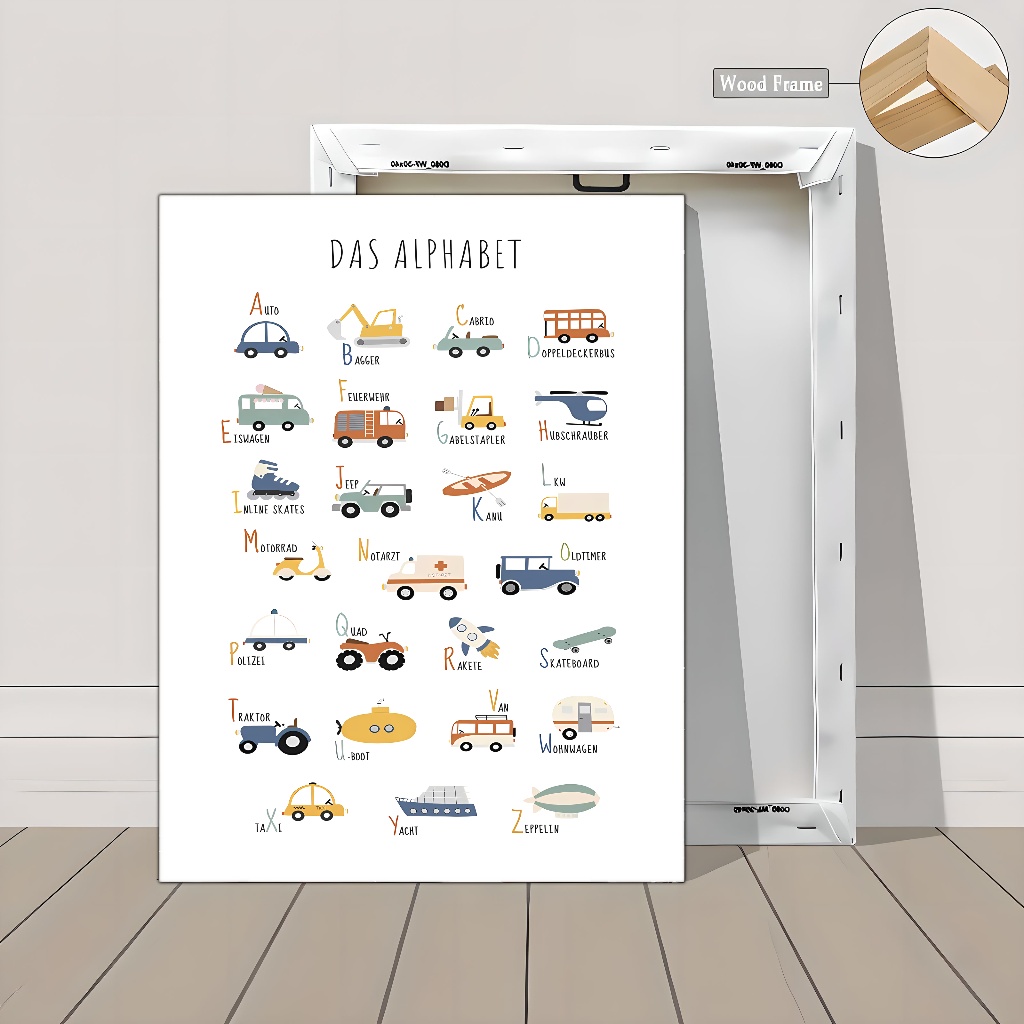 Wood Frame
DAS ALPHABET
AUTO
BAGGER
CABRIO
DOPPELDECKERBUS
EISWAGEN
FEUERWEHR
GABELSTAPLER
HUBSCHRAUBER
INLINE SKATES
JEEP
KANU
LKW
MOTORRAD
NOTARZT
OLDTIMER
POLIZEI
QUAD
RAKETE
SKATEBOARD
TRAKTOR
U-BOOT
VAN
WOHNWAGEN
TAXI
YACHT
ZEPPELIN